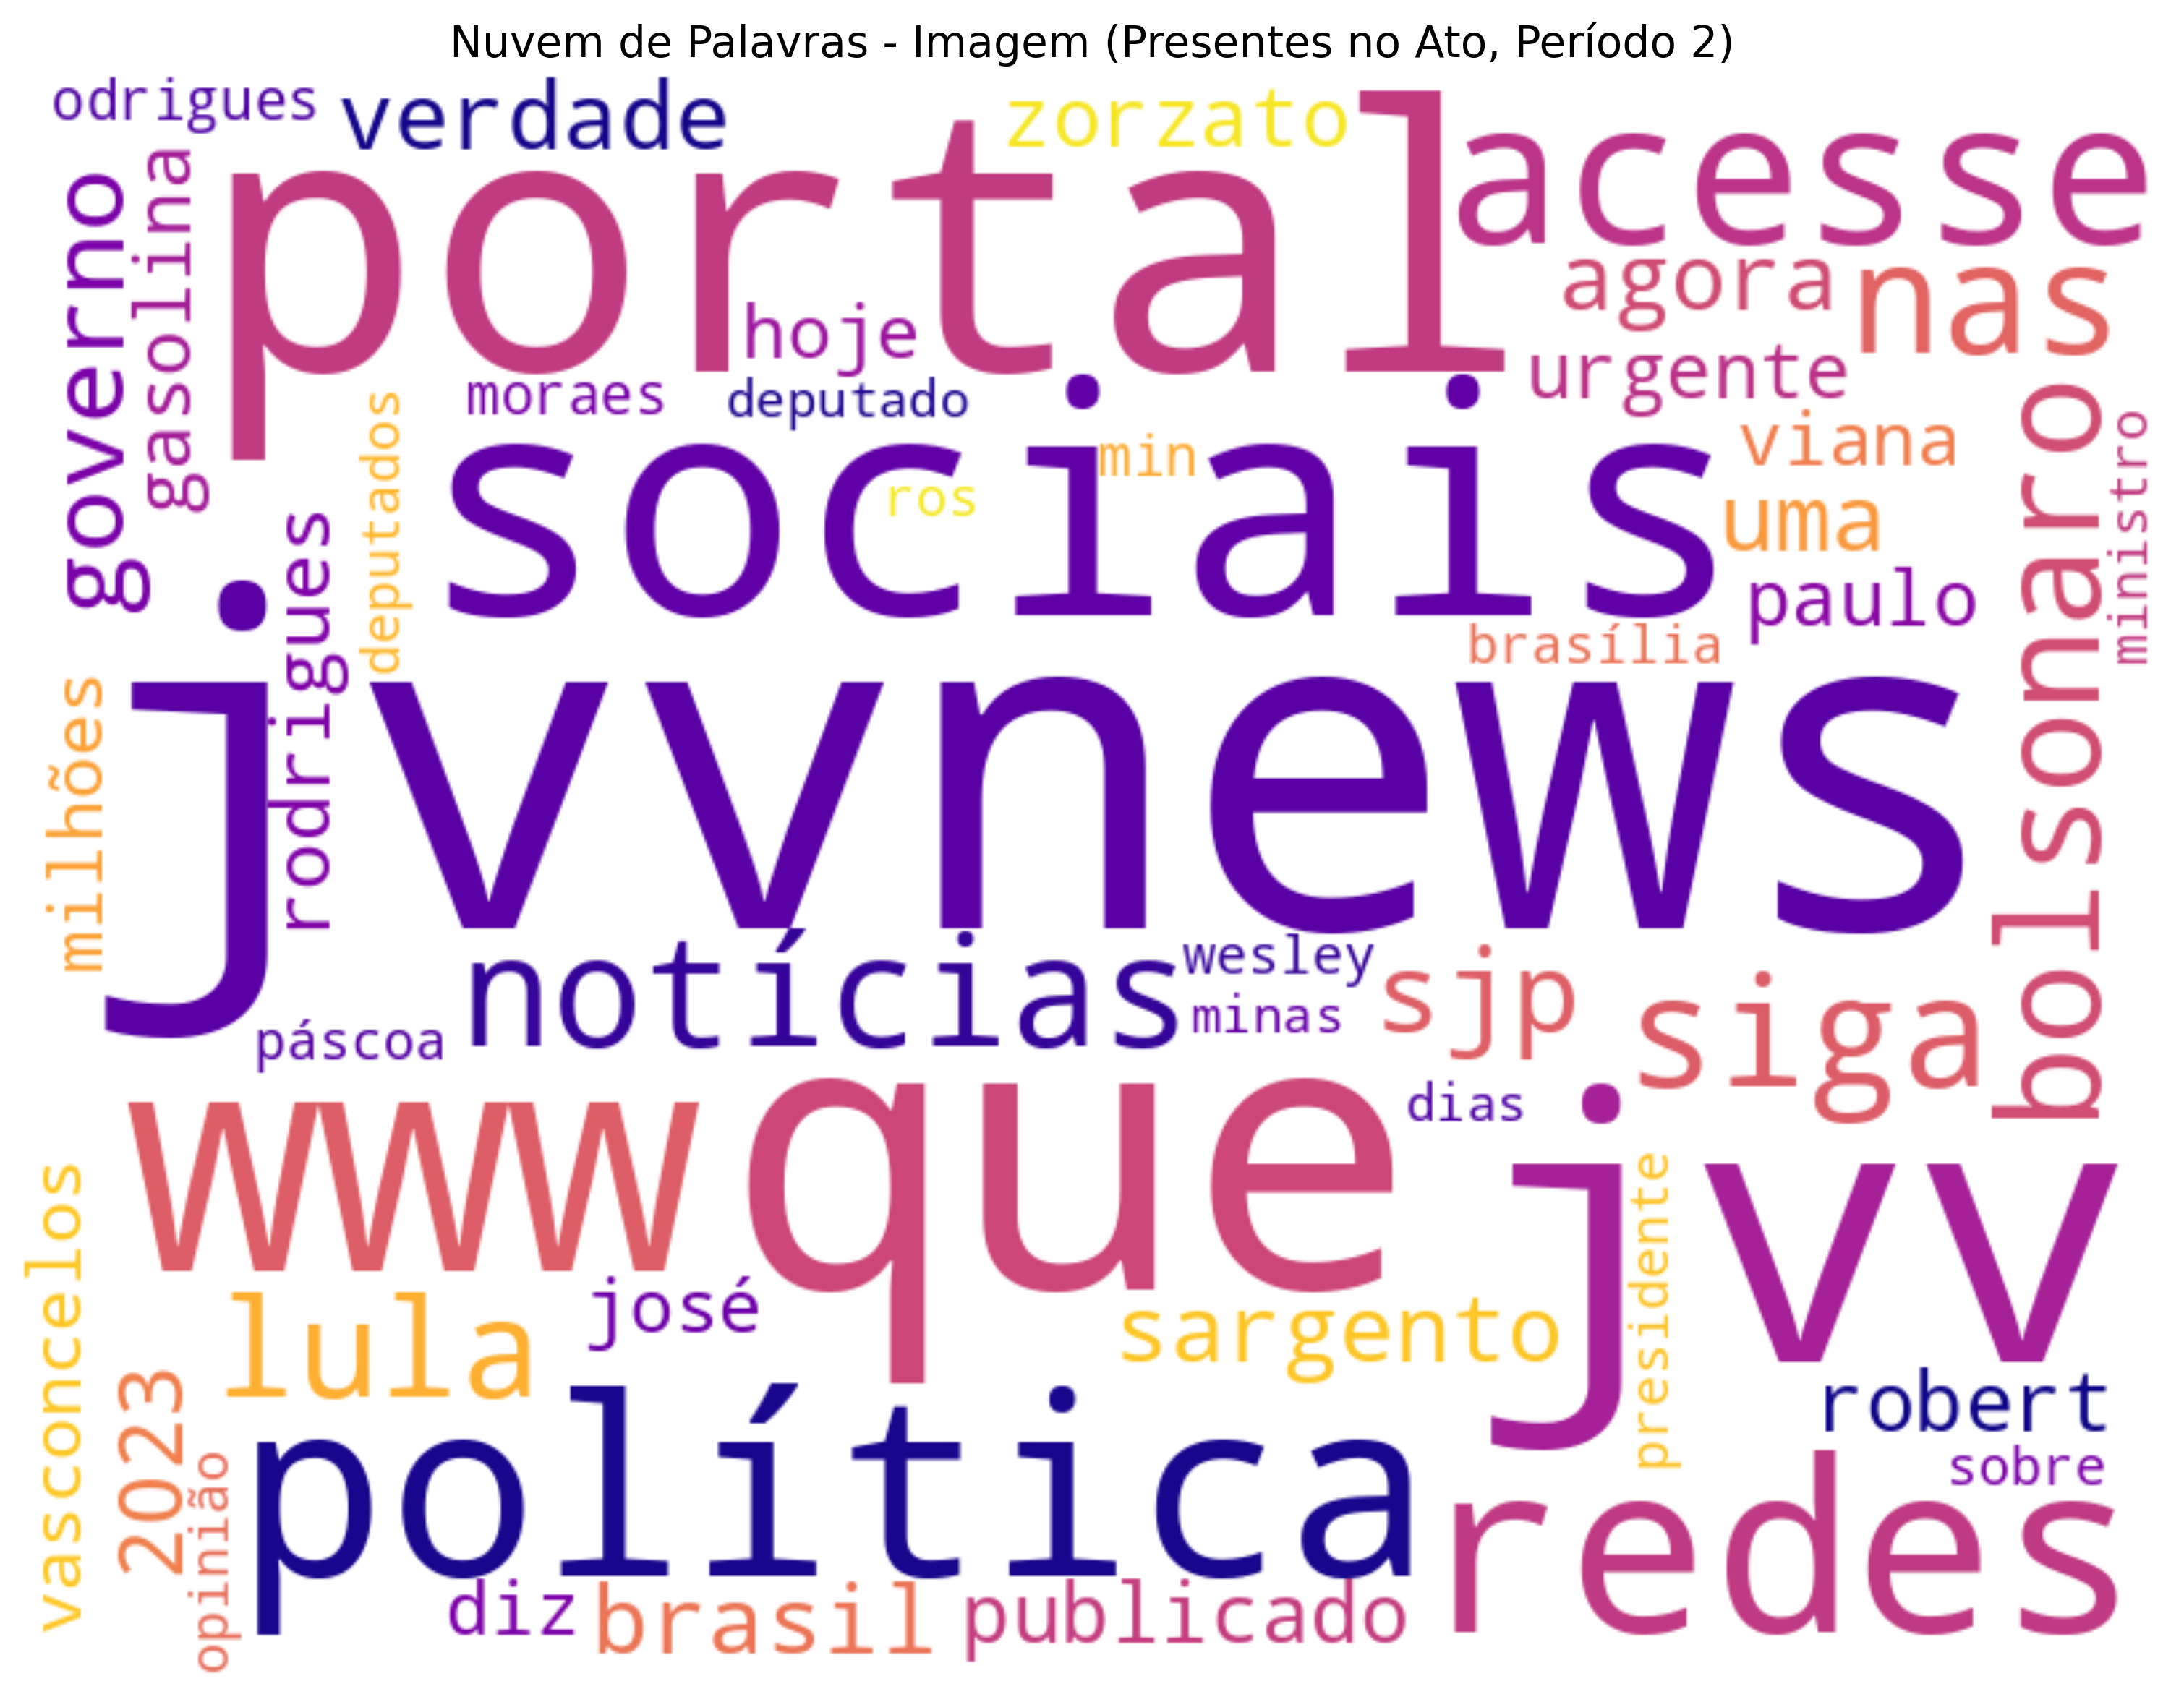 Nuvem de Palavras - Imagem (Presentes no Ato, Período 2)
odrigues
verdade
zorzato
portal
acesse
governo
gasolina
agora
nas
hoje
urgente
moraes
deputado
deputados
sociais
min
ros
viana
uma
bolsonaro
ministro
paulo
rodrigues
brasília
milhões
jvvnews
notícias
wesley
minas
sjp
siga
páscoa
dias
www
que
jvv
presidente
vasconcelos
lula
josé
sargento
2023
opinião
política
robert
sobre
redes
diz
brasil
publicado